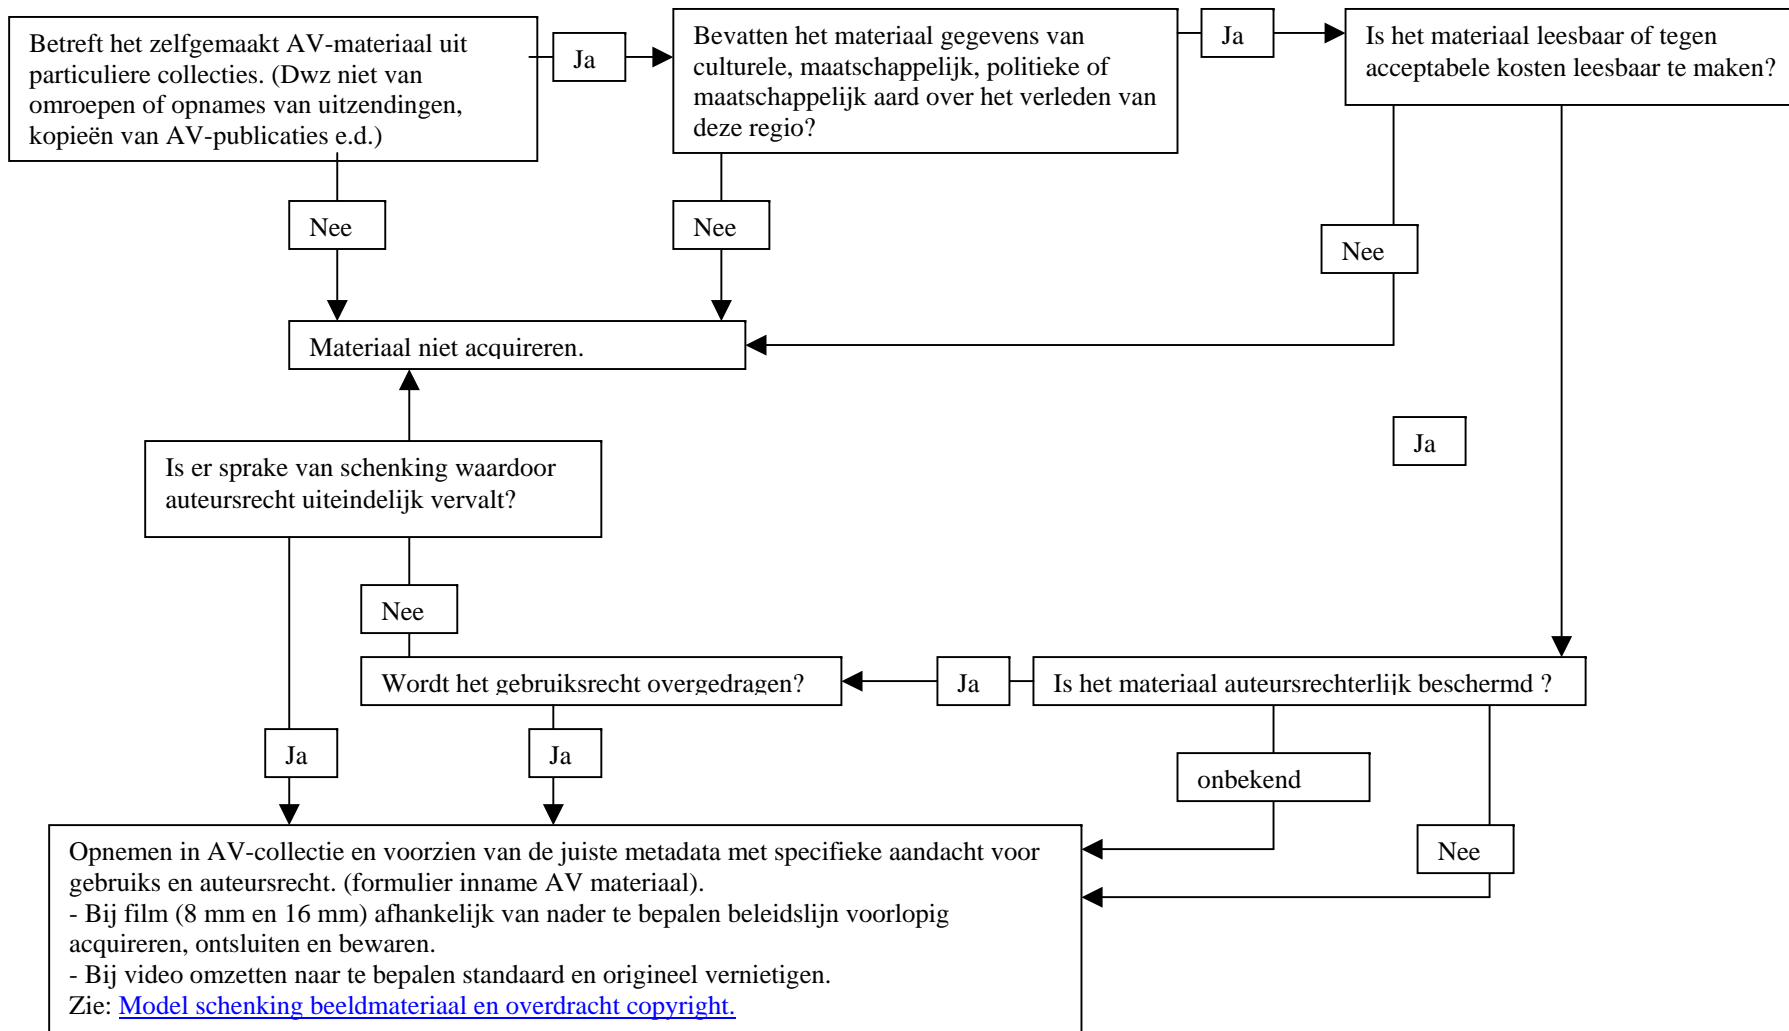 Betreft het zelfgemaakt AV-materiaal uit
particuliere collecties. (Dwz niet van
omroepen of opnames van uitzendingen,
kopieën van AV-publicaties e.d.)
Ja
Bevatten het materiaal gegevens van
culturele, maatschappelijk, politieke of
maatschappelijk aard over het verleden van
deze regio?
Ja
Is het materiaal leesbaar of tegen
acceptabele kosten leesbaar te maken?
Nee
Nee
Nee
Materiaal niet acquireren.
Ja
Is er sprake van schenking waardoor
auteursrecht uiteindelijk vervalt?
Nee
Wordt het gebruiksrecht overgedragen?
Ja
Is het materiaal auteursrechterlijk beschermd ?
Ja
Ja
onbekend
Nee
Opnemen in AV-collectie en voorzien van de juiste metadata met specifieke aandacht voor
gebruiks en auteursrecht. (formulier inname AV materiaal).
- Bij film (8 mm en 16 mm) afhankelijk van nader te bepalen beleidslijn voorlopig
acquireren, ontsluiten en bewaren.
- Bij video omzetten naar te bepalen standaard en origineel vernietigen.
Zie: Model schenking beeldmateriaal en overdracht copyright.